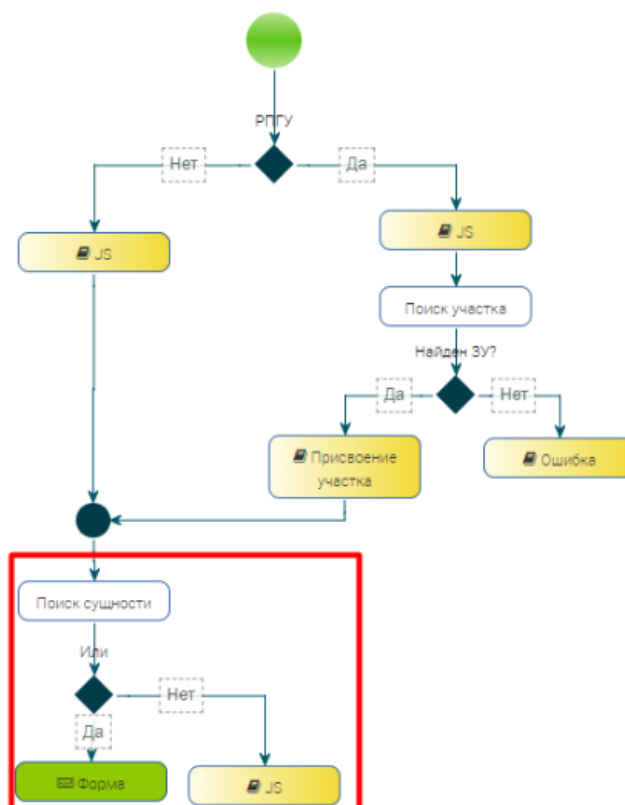 РПГУ
Нет
Да
JS
JS
Поиск участка
Найден ЗУ?
Да
Нет
Присвоение
участка
Ошибка
Поиск сущности
Или
Нет
Да
Форма
JS